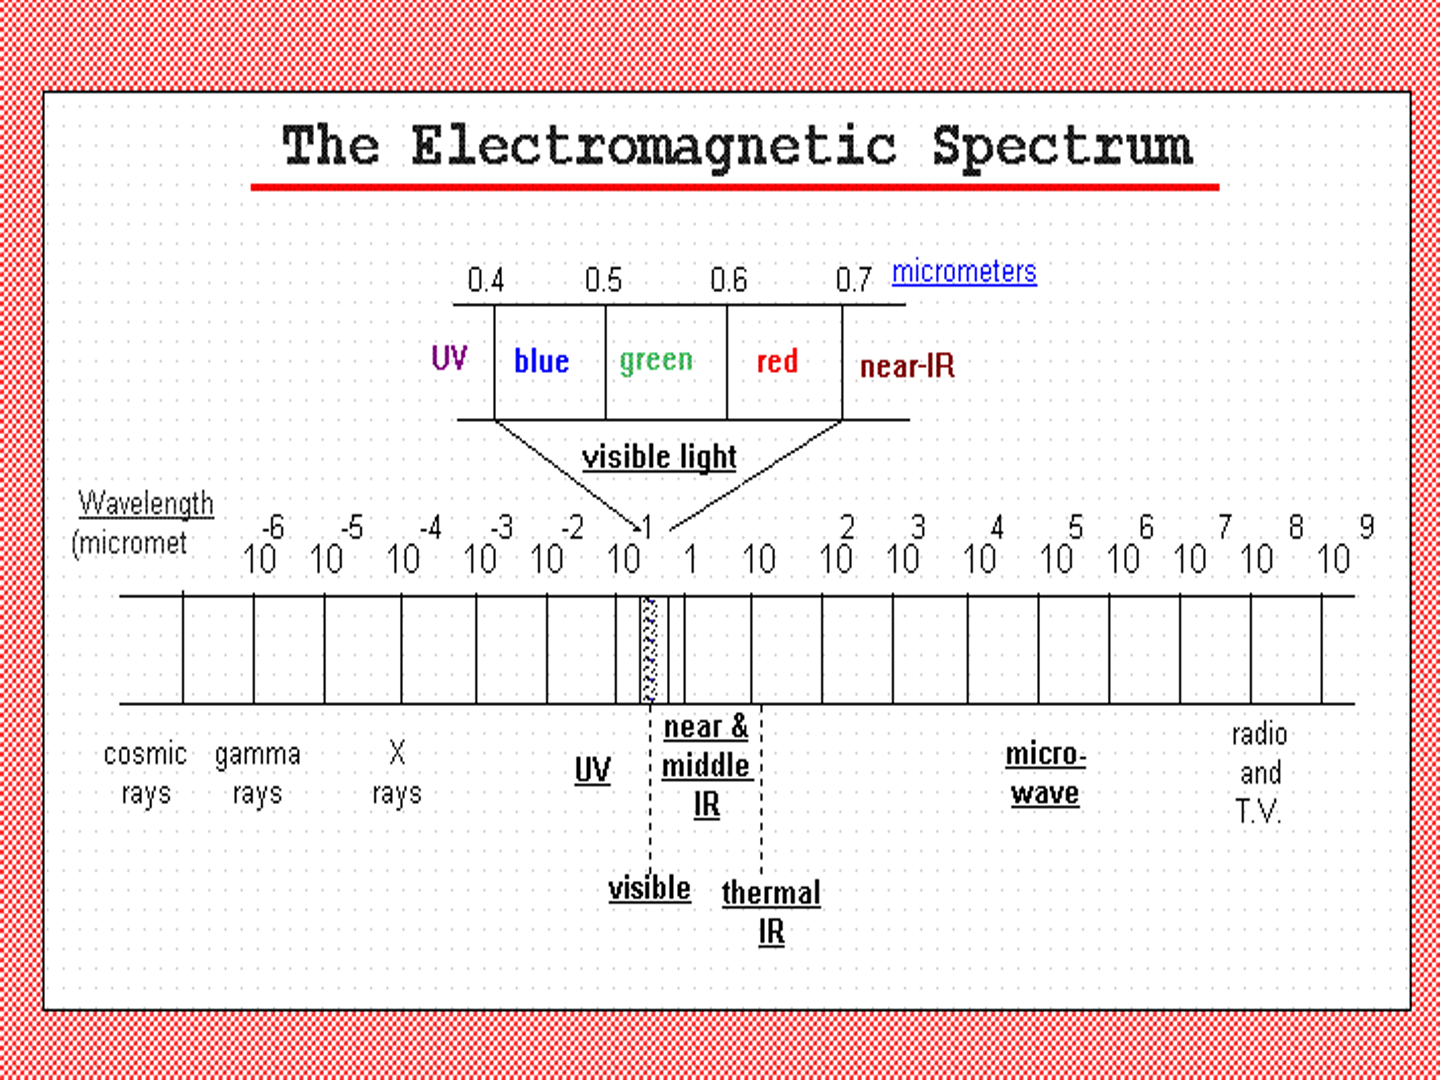 The Electromagnetic Spectrum
0.4 0.5 0.6 0.7 micrometers
UV blue green red near-IR
visible light
Wavelength
(micromet
-6 -5 -4 -3 -2 -1 2 3 4 5 6 7 8 9
10 10 10 10 10 10 1 10 10 10 10 10 10 10 10 10
cosmic rays
gamma rays
X rays
UV
near & middle IR
micro-wave
radio and T.V.
visible
thermal IR